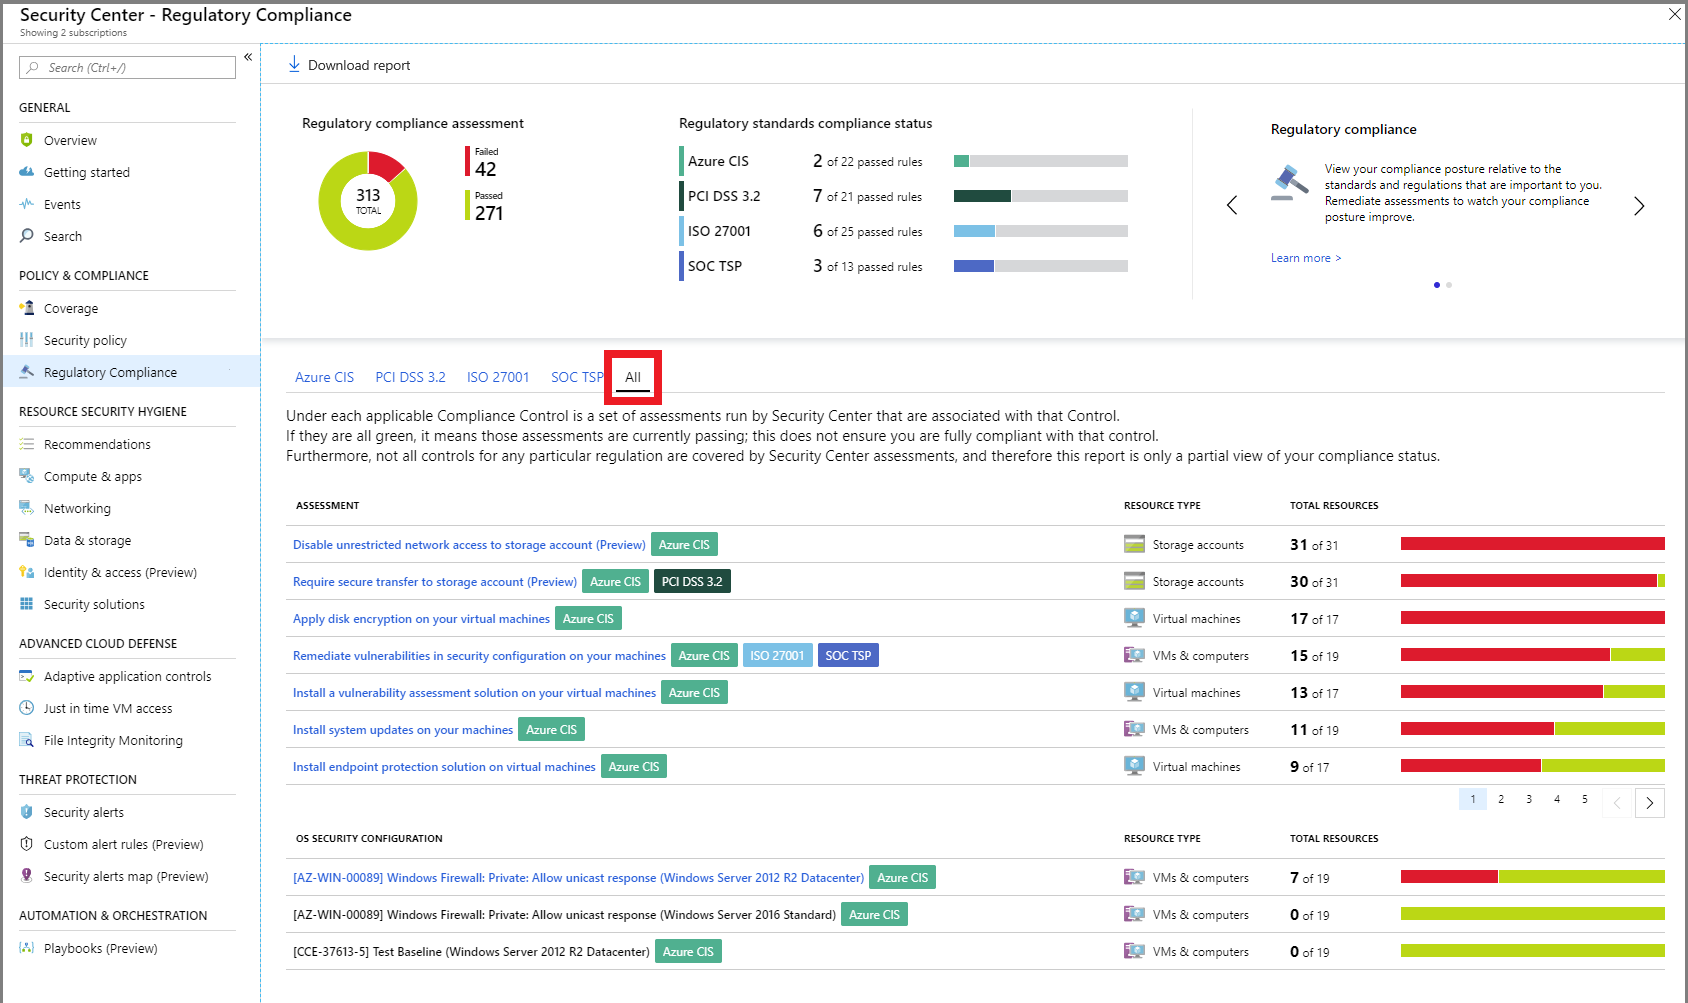 Security Center - Regulatory Compliance
Showing 2 subscriptions
Search (Ctrl+/)
«
GENERAL
Overview
Getting started
Events
Search
POLICY & COMPLIANCE
Coverage
Security policy
Regulatory Compliance
RESOURCE SECURITY HYGIENE
Recommendations
Compute & apps
Networking
Data & storage
Identity & access (Preview)
Security solutions
ADVANCED CLOUD DEFENSE
Adaptive application controls
Just in time VM access
File Integrity Monitoring
THREAT PROTECTION
Security alerts
Custom alert rules (Preview)
Security alerts map (Preview)
AUTOMATION & ORCHESTRATION
Playbooks (Preview)
Download report
Regulatory compliance assessment
313
TOTAL
Failed
42
Passed
271
Regulatory standards compliance status
Azure CIS 2 of 22 passed rules
PCI DSS 3.2 7 of 21 passed rules
ISO 27001 6 of 25 passed rules
SOC TSP 3 of 13 passed rules
Regulatory compliance
View your compliance posture relative to the
standards and regulations that are important to you.
Remediate assessments to watch your compliance
posture improve.
Learn more >
Azure CIS PCI DSS 3.2 ISO 27001 SOC TSP All
Under each applicable Compliance Control is a set of assessments run by Security Center that are associated with that Control.
If they are all green, it means those assessments are currently passing; this does not ensure you are fully compliant with that control.
Furthermore, not all controls for any particular regulation are covered by Security Center assessments, and therefore this report is only a partial view of your compliance status.
ASSESSMENT RESOURCE TYPE TOTAL RESOURCES
Disable unrestricted network access to storage account (Preview) Azure CIS Storage accounts 31 of 31
Require secure transfer to storage account (Preview) Azure CIS PCI DSS 3.2 Storage accounts 30 of 31
Apply disk encryption on your virtual machines Azure CIS Virtual machines 17 of 17
Remediate vulnerabilities in security configuration on your machines Azure CIS ISO 27001 SOC TSP VMs & computers 15 of 19
Install a vulnerability assessment solution on your virtual machines Azure CIS Virtual machines 13 of 17
Install system updates on your machines Azure CIS VMs & computers 11 of 19
Install endpoint protection solution on virtual machines Azure CIS Virtual machines 9 of 17
1 2 3 4 5
OS SECURITY CONFIGURATION RESOURCE TYPE TOTAL RESOURCES
[AZ-WIN-00089] Windows Firewall: Private: Allow unicast response (Windows Server 2012 R2 Datacenter) Azure CIS VMs & computers 7 of 19
[AZ-WIN-00089] Windows Firewall: Private: Allow unicast response (Windows Server 2016 Standard) Azure CIS VMs & computers 0 of 19
[CCE-37613-5] Test Baseline (Windows Server 2012 R2 Datacenter) Azure CIS VMs & computers 0 of 19